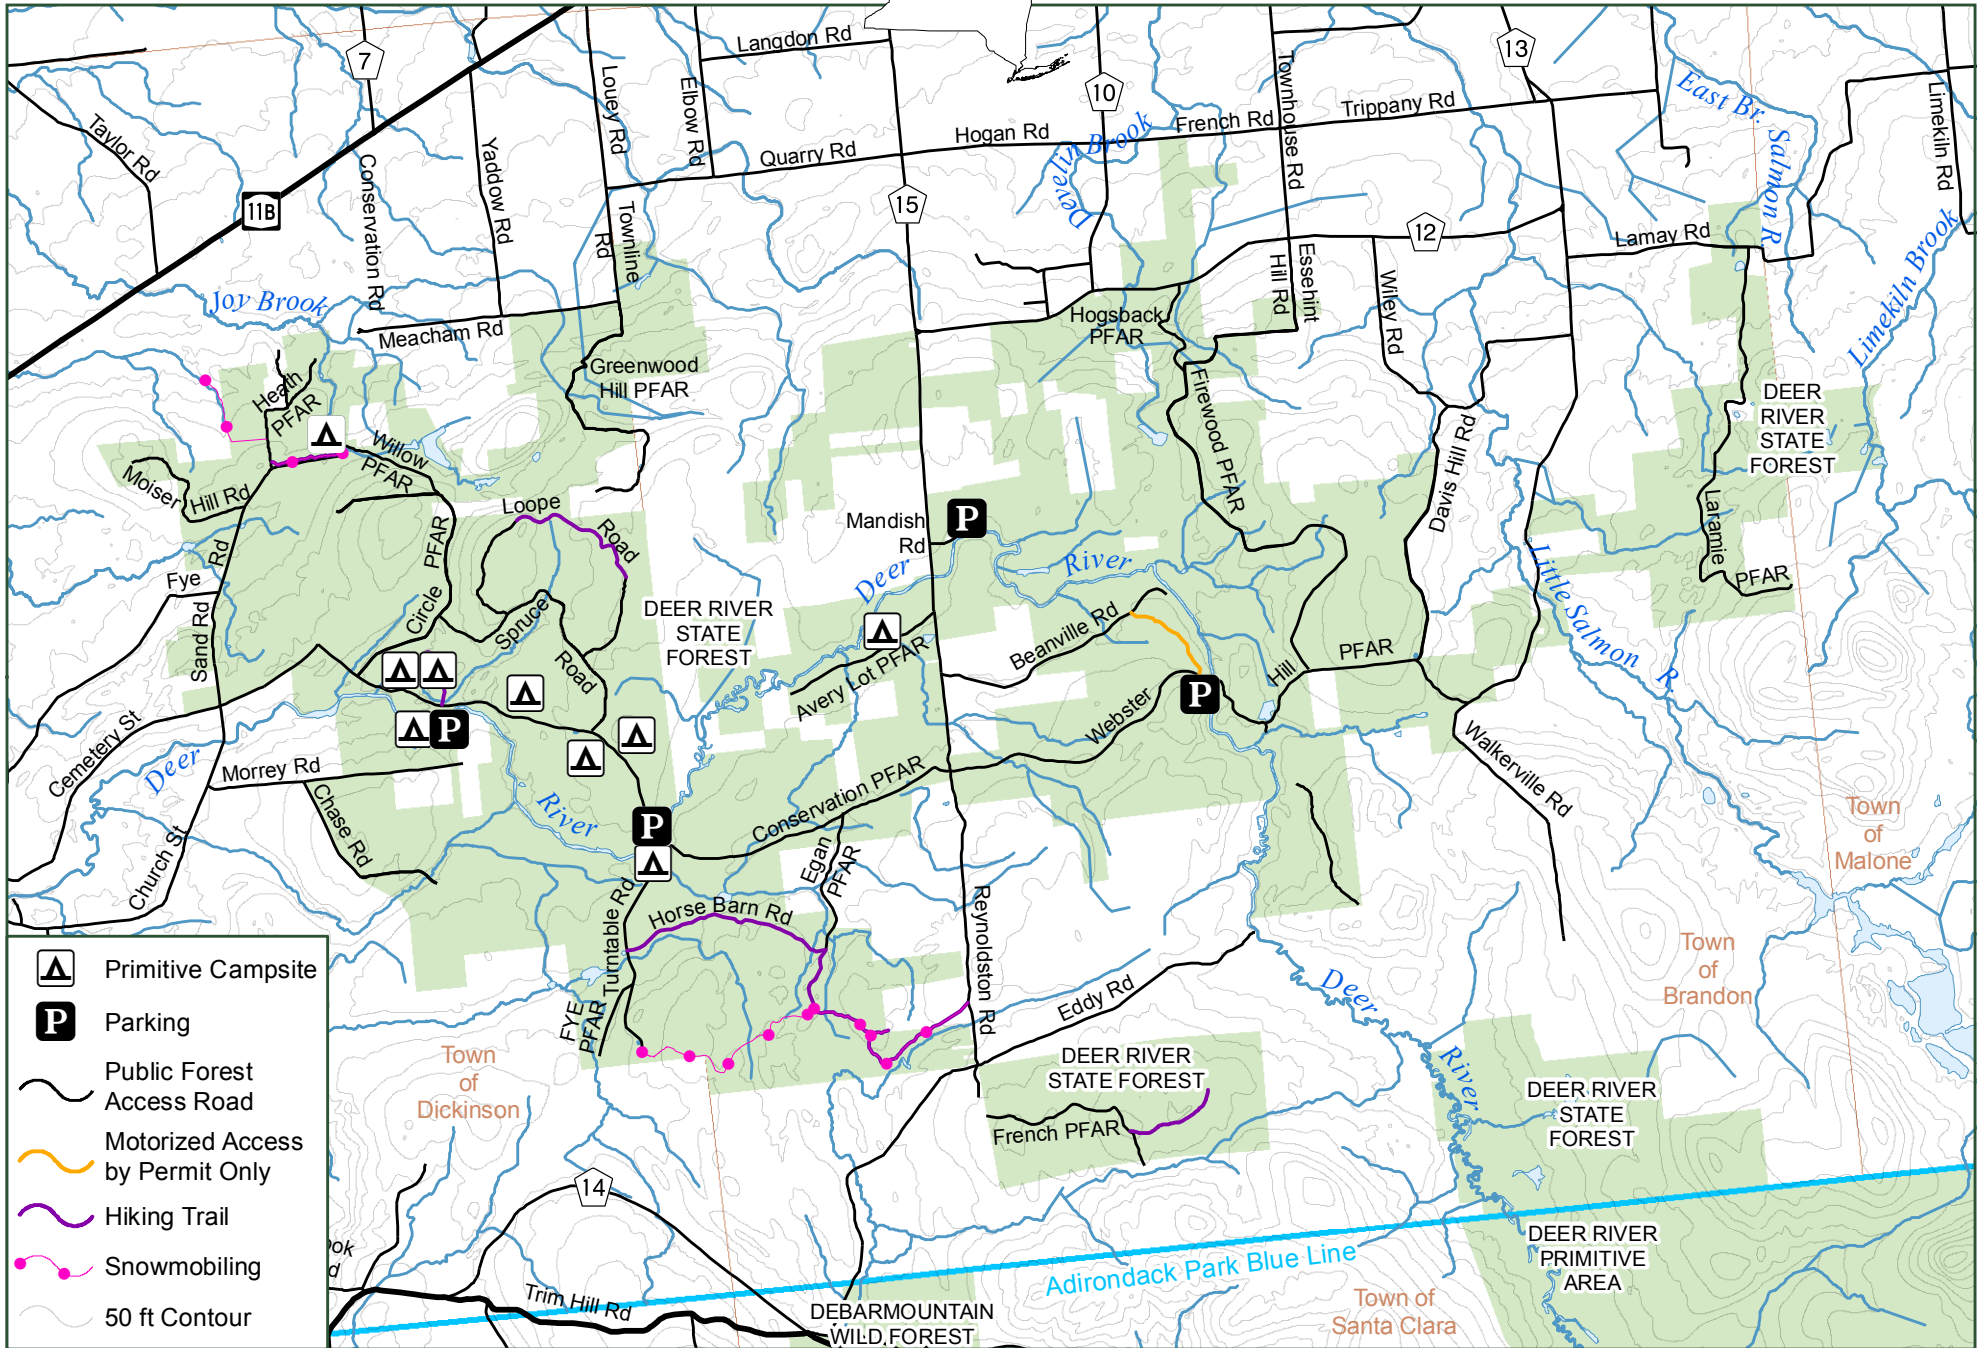 Langdon Rd
7
13
10
Louey Rd
Elbow Rd
Townhouse Rd
Trippany Rd
East Br. Salmon R.
Limekiln Rd
Taylor Rd
Hogan Rd
French Rd
Quarry Rd
Develin Brook
Conservation Rd
Yaddow Rd
11B
15
12
Townline
Rd
Lamay Rd
Limekiln Brook
Joy Brook
Meacham Rd
Essehint
Hill Rd
Wiley Rd
Hogsback
PFAR
Greenwood
Hill PFAR
Heath
PFAR
Firewood PFAR
DEER
RIVER
STATE
FOREST
Willow
PFAR
Moiser
Hill Rd
Davis Hill Rd
Loope
Road
Mandish
Rd
P
Laramie
PFAR
PFAR
Deer
River
Little Salmon R.
Fye
Rd
Sand Rd
Circle
Spruce
Road
DEER RIVER
STATE
FOREST
Beanville Rd
Avery Lot PFAR
Hill
PFAR
P
Webster
P
Cemetery St
Deer
Morrey Rd
Chase Rd
River
P
Conservation PFAR
Walkerville Rd
Town
of
Malone
Church St
Egan
PFAR
Turntable Rd
Horse Barn Rd
Reynoldston Rd
Town
of
Brandon
Deer
River
Eddy Rd
FYE
PFAR
Town
of
Dickinson
DEER RIVER
STATE FOREST
French PFAR
DEER RIVER
STATE
FOREST
14
Adirondack Park Blue Line
DEER RIVER
PRIMITIVE
AREA
Trim Hill Rd
DEBARMOUNTAIN
WILD FOREST
Town of
Santa Clara
ook
d
Primitive Campsite
P
Parking
Public Forest
Access Road
Motorized Access
by Permit Only
Hiking Trail
Snowmobiling
50 ft Contour